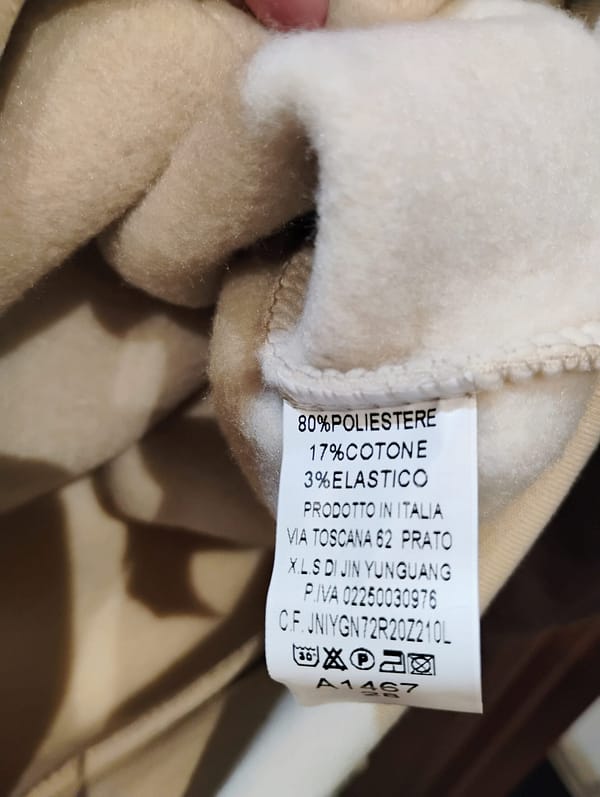 80%POLIESTERE
17%COTONE
3%ELASTICO
PRODOTTO IN ITALIA
VIA TOSCANA 62 PRATO
X.L.S DI JIN YUNGUANG
P.IVA 02250030976
C.F. JNIYGN72R20Z210L
30° P
A1467